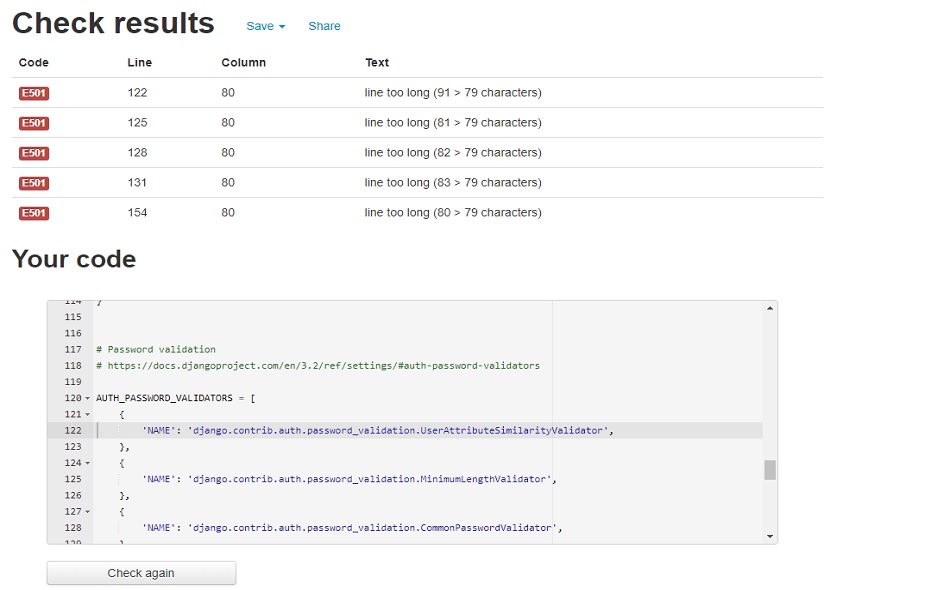 Check results Save Share
Code Line Column Text
E501 122 80 line too long (91 > 79 characters)
E501 125 80 line too long (81 > 79 characters)
E501 128 80 line too long (82 > 79 characters)
E501 131 80 line too long (83 > 79 characters)
E501 154 80 line too long (80 > 79 characters)
Your code
114 }
115
116
117 # Password validation
118 # https://docs.djangoproject.com/en/3.2/ref/settings/#auth-password-validators
119
120 AUTH_PASSWORD_VALIDATORS = [
121 {
122 'NAME': 'django.contrib.auth.password_validation.UserAttributeSimilarityValidator',
123 },
124 {
125 'NAME': 'django.contrib.auth.password_validation.MinimumLengthValidator',
126 },
127 {
128 'NAME': 'django.contrib.auth.password_validation.CommonPasswordValidator',
129
Check again